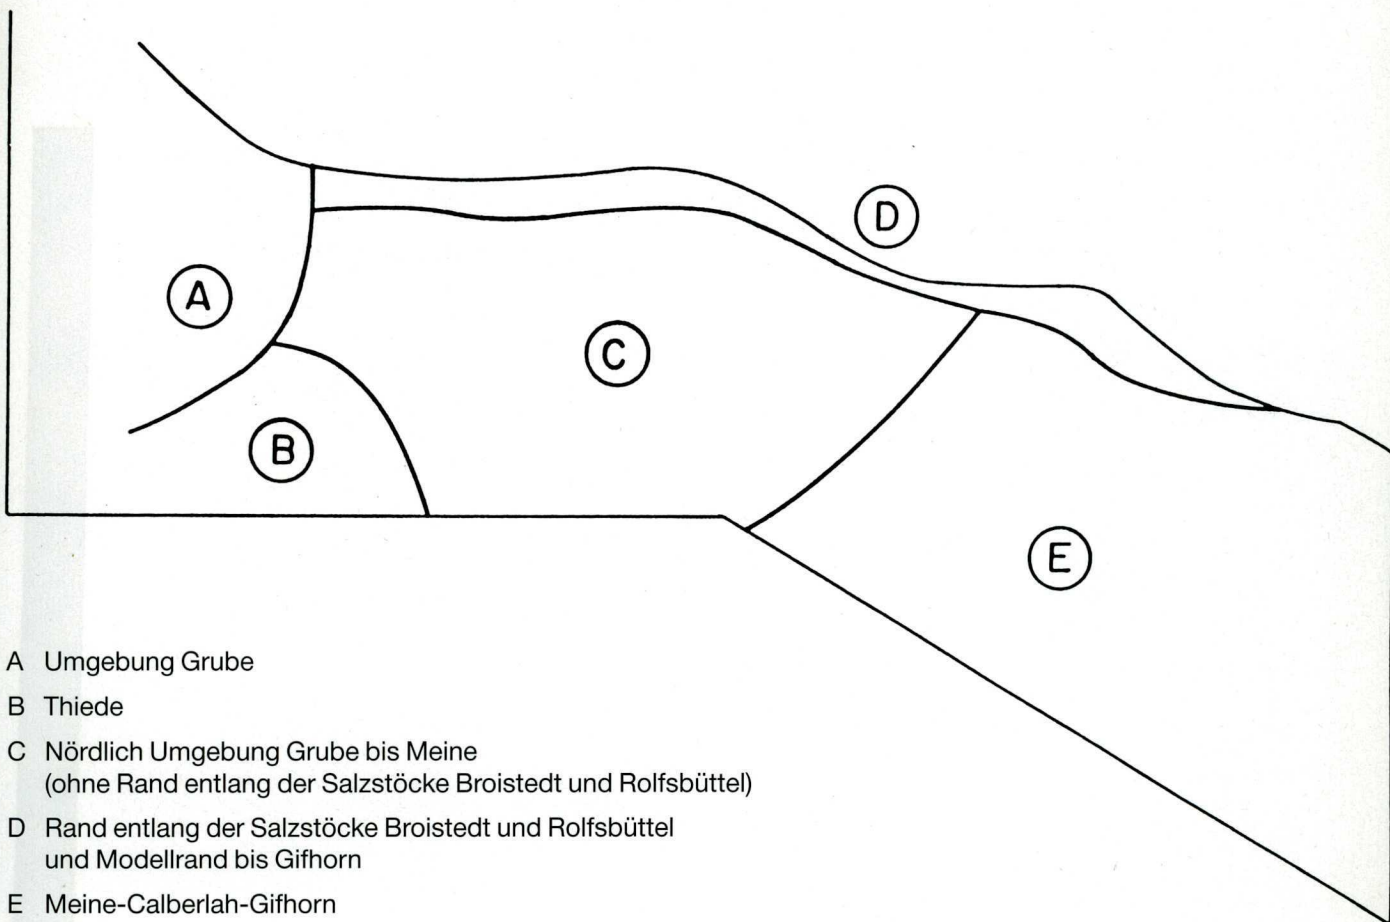 A
B
C
D
E
A Umgebung Grube
B Thiede
C Nördlich Umgebung Grube bis Meine
(ohne Rand entlang der Salzstöcke Broistedt und Rolfsbüttel)
D Rand entlang der Salzstöcke Broistedt und Rolfsbüttel
und Modellrand bis Gifhorn
E Meine-Calberlah-Gifhorn